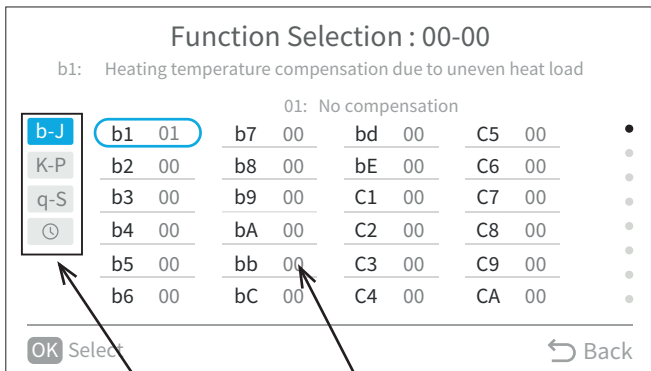 Function Selection : 00-00
b1: Heating temperature compensation due to uneven heat load
01: No compensation
b-J b1 01 b7 00 bd 00 C5 00
K-P b2 00 b8 00 bE 00 C6 00
q-S b3 00 b9 00 C1 00 C7 00
b4 00 bA 00 C2 00 C8 00
b5 00 bb 00 C3 00 C9 00
b6 00 bC 00 C4 00 CA 00
OK Select Back